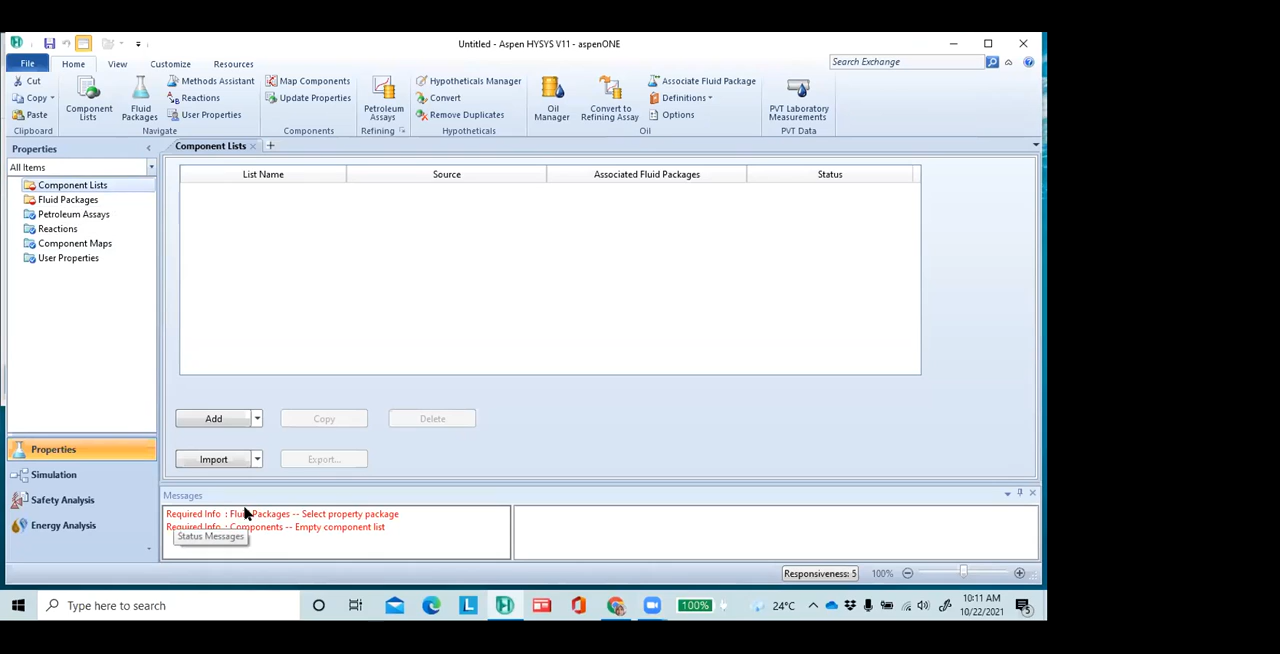 Untitled - Aspen HYSYS V11 - aspenONE
File Home View Customize Resources
Search Exchange
Cut
Copy
Paste
Clipboard
Component Lists
Fluid Packages
Methods Assistant
Reactions
User Properties
Navigate
Map Components
Update Properties
Components
Petroleum Assays
Refining
Hypotheticals Manager
Convert
Remove Duplicates
Hypotheticals
Oil Manager
Convert to Refining Assay
Associate Fluid Package
Definitions
Options
Oil
PVT Laboratory Measurements
PVT Data
Properties
All Items
Component Lists
Fluid Packages
Petroleum Assays
Reactions
Component Maps
User Properties
Properties
Simulation
Safety Analysis
Energy Analysis
Component Lists
List Name Source Associated Fluid Packages Status
Add Copy Delete
Import Export...
Messages
Required Info : Fluid Packages -- Select property package
Required Info : Components -- Empty component list
Status Messages
Responsiveness: 5 100%
Type here to search
100%
24°C
10:11 AM
10/22/2021
5